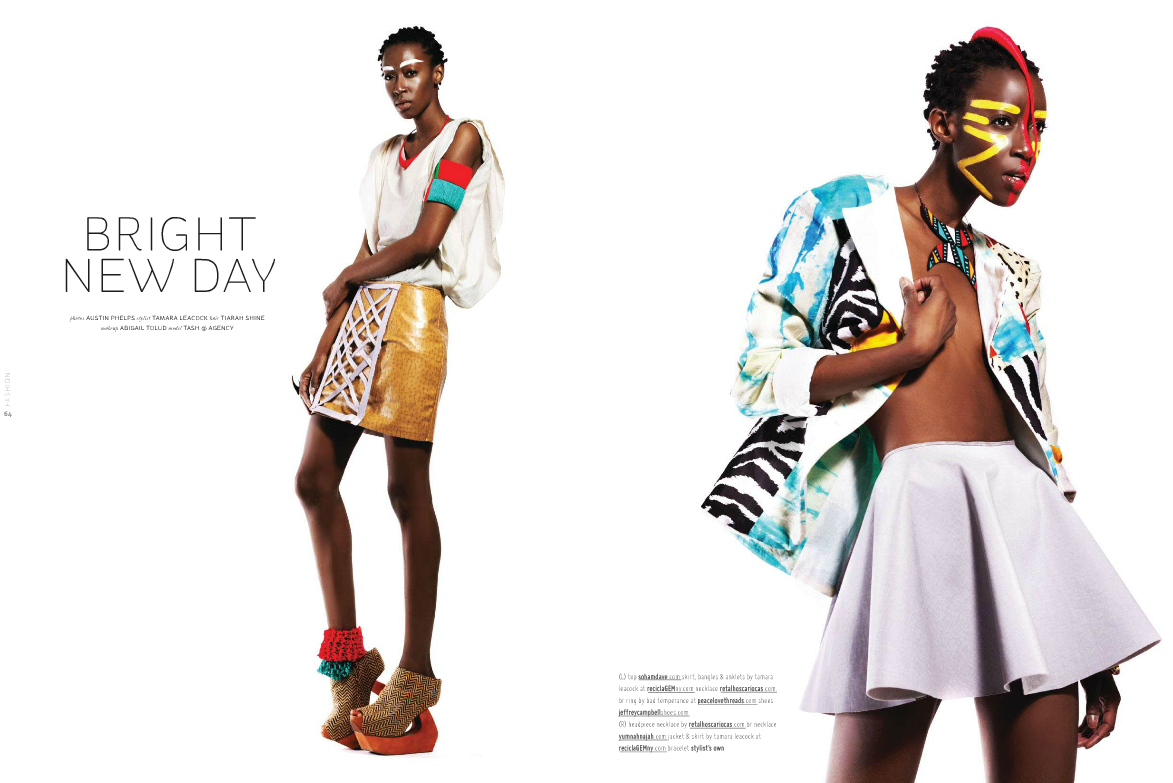 BRIGHT
NEW DAY
photos AUSTIN PHELPS stylist TAMARA LEACOCK hair TIARAH SHINE
makeup ABIGAIL TOLUD model TASH @ AGENCY
FASHION
64
(L) top sohamdave.com skirt, bangles & anklets by tamara
leacock at reciclaGEMny.com necklace retalhoscariocas.com
br ring by bad temperance at peacelovethreads.com shoes
jeffreycampbellshoes.com
(R) headpiece necklace by retalhoscariocas.com br necklace
yumnahnajah.com jacket & skirt by tamara leacock at
reciclaGEMny.com bracelet stylist's own